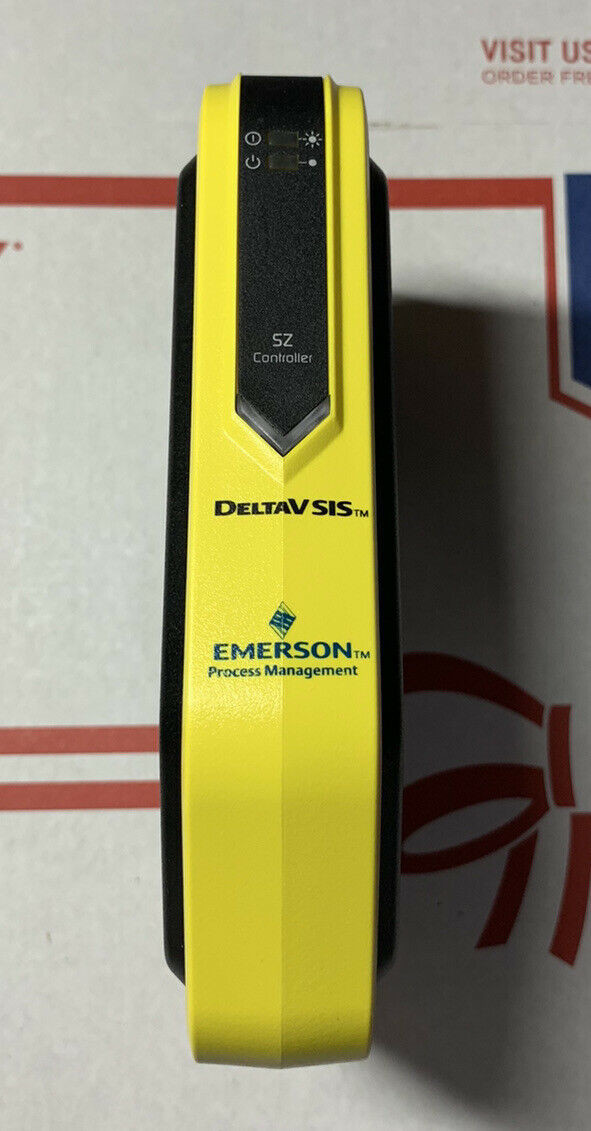 VISIT US
ORDER FRE
SZ
Controller
DELTAV SIS™
EMERSON™
Process Management